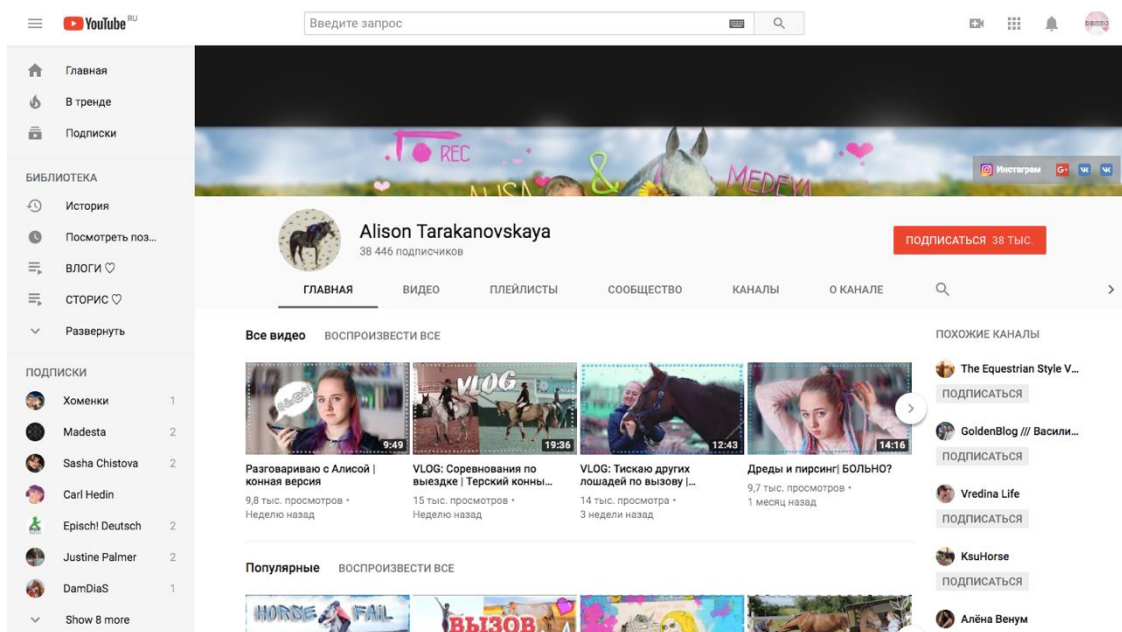 YouTube RU
Введите запрос
Главная
В тренде
Подписки
БИБЛИОТЕКА
История
Посмотреть поз...
ВЛОГИ ♡
СТОРИС ♡
Развернуть
ПОДПИСКИ
Хоменки 1
Madesta 2
Sasha Chistova 2
Carl Hedin
Episch! Deutsch 2
Justine Palmer 2
DamDiaS 1
Show 8 more
REC
ALISA & MEDEYA
Инстаграм
Alison Tarakanovskaya
38 446 подписчиков
ПОДПИСАТЬСЯ 38 ТЫС.
ГЛАВНАЯ ВИДЕО ПЛЕЙЛИСТЫ СООБЩЕСТВО КАНАЛЫ О КАНАЛЕ
Все видео ВОСПРОИЗВЕСТИ ВСЕ
9:49
Разговариваю с Алисой |
конная версия
9,8 тыс. просмотров •
Неделю назад
VLOG
19:36
VLOG: Соревнования по
выездке | Терский конны...
15 тыс. просмотров •
Неделю назад
12:43
VLOG: Тискаю других
лошадей по вызову |...
14 тыс. просмотра •
3 недели назад
14:16
Дреды и пирсинг| БОЛЬНО?
9,7 тыс. просмотров •
1 месяц назад
Популярные ВОСПРОИЗВЕСТИ ВСЕ
HORSE FAIL
ВЫЗОВ
ПОХОЖИЕ КАНАЛЫ
The Equestrian Style V...
ПОДПИСАТЬСЯ
GoldenBlog /// Васили...
ПОДПИСАТЬСЯ
Vredina Life
ПОДПИСАТЬСЯ
KsuHorse
ПОДПИСАТЬСЯ
Алёна Венум